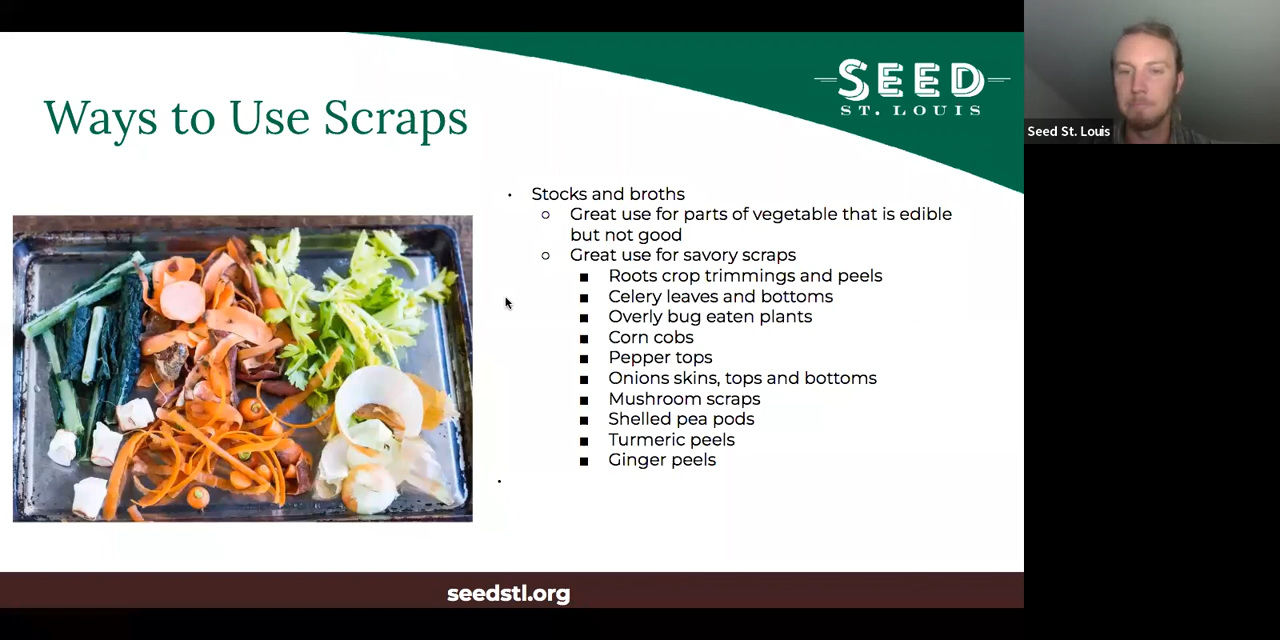 SEED
ST. LOUIS
Ways to Use Scraps
Seed St. Louis
• Stocks and broths
○ Great use for parts of vegetable that is edible
but not good
○ Great use for savory scraps
■ Roots crop trimmings and peels
■ Celery leaves and bottoms
■ Overly bug eaten plants
■ Corn cobs
■ Pepper tops
■ Onions skins, tops and bottoms
■ Mushroom scraps
■ Shelled pea pods
■ Turmeric peels
■ Ginger peels
seedstl.org